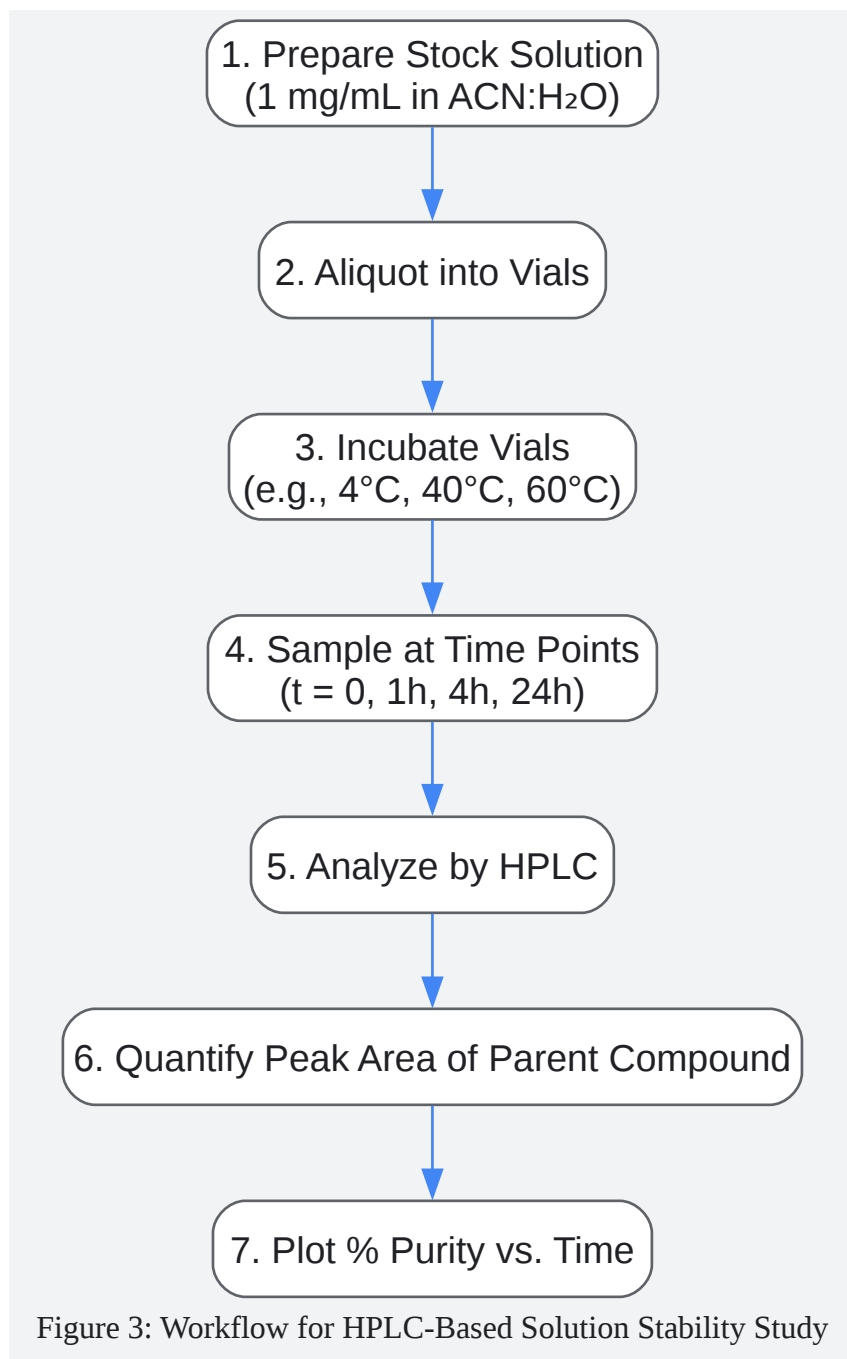 1. Prepare Stock Solution
(1 mg/mL in ACN:H₂O)
2. Aliquot into Vials
3. Incubate Vials
(e.g., 4°C, 40°C, 60°C)
4. Sample at Time Points
(t = 0, 1h, 4h, 24h)
5. Analyze by HPLC
6. Quantify Peak Area of Parent Compound
7. Plot % Purity vs. Time
Figure 3: Workflow for HPLC-Based Solution Stability Study